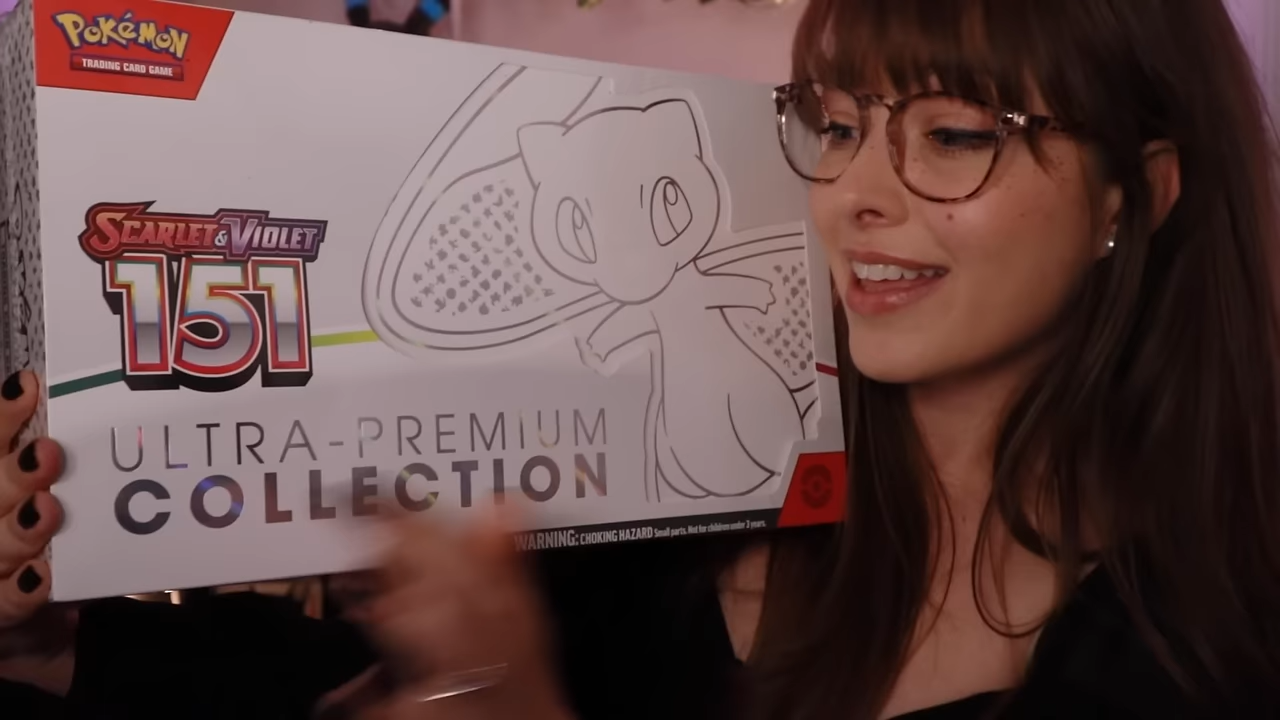 POKéMON
TRADING CARD GAME
SCARLET & VIOLET
151
ULTRA-PREMIUM
COLLECTION
WARNING: CHOKING HAZARD Small parts. Not for children under 3 years.